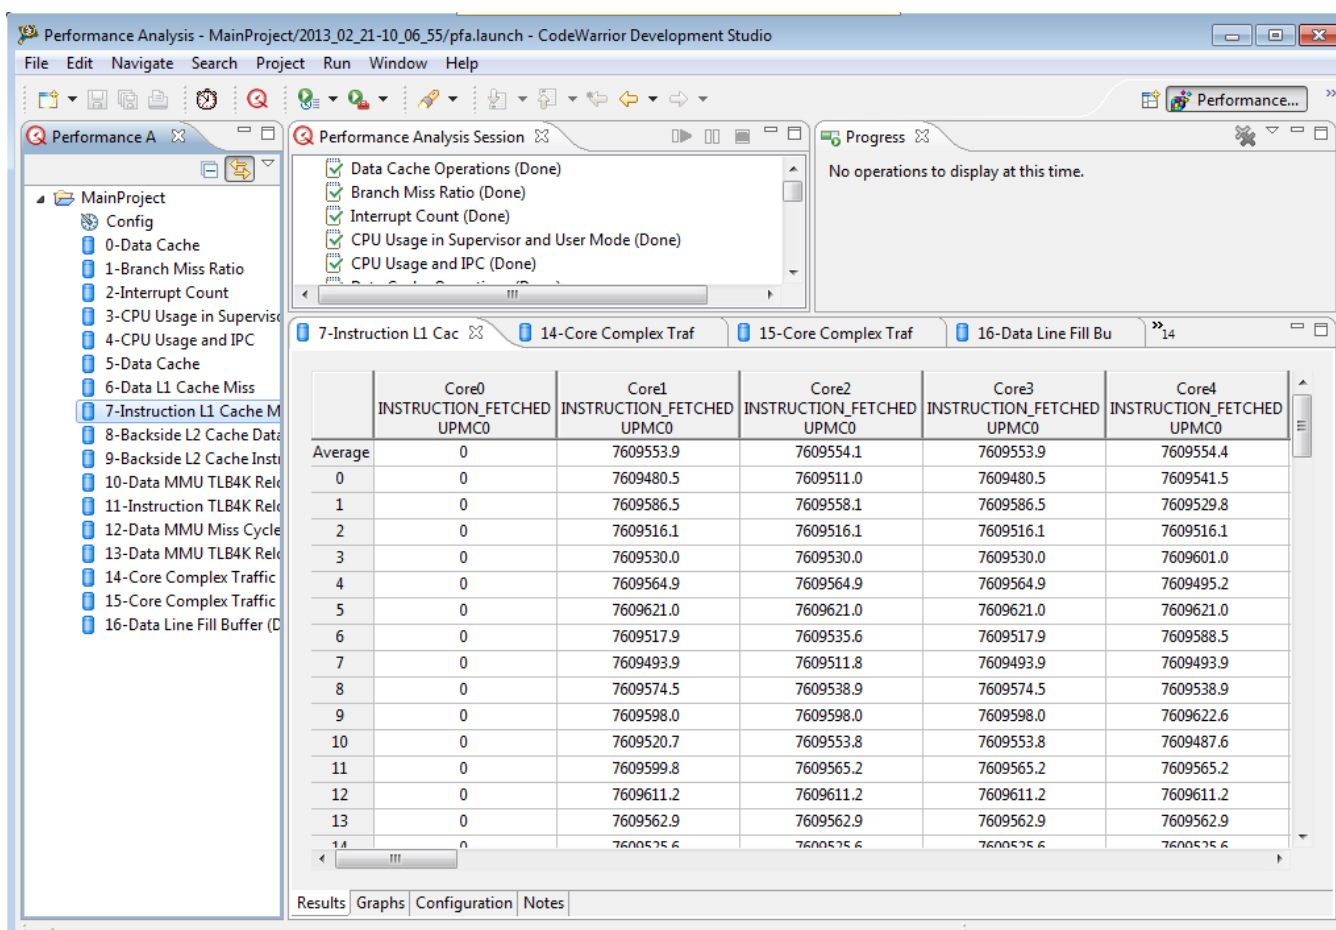 Performance Analysis - MainProject/2013_02_21-10_06_55/pfa.launch - CodeWarrior Development Studio
File Edit Navigate Search Project Run Window Help
Performance...
Performance A
MainProject
Config
0-Data Cache
1-Branch Miss Ratio
2-Interrupt Count
3-CPU Usage in Superviso
4-CPU Usage and IPC
5-Data Cache
6-Data L1 Cache Miss
7-Instruction L1 Cache M
8-Backside L2 Cache Data
9-Backside L2 Cache Instr
10-Data MMU TLB4K Relo
11-Instruction TLB4K Relo
12-Data MMU Miss Cycle
13-Data MMU TLB4K Relo
14-Core Complex Traffic
15-Core Complex Traffic
16-Data Line Fill Buffer (D
Performance Analysis Session
Data Cache Operations (Done)
Branch Miss Ratio (Done)
Interrupt Count (Done)
CPU Usage in Supervisor and User Mode (Done)
CPU Usage and IPC (Done)
Progress
No operations to display at this time.
7-Instruction L1 Cac 14-Core Complex Traf 15-Core Complex Traf 16-Data Line Fill Bu »14
Core0 Core1 Core2 Core3 Core4
INSTRUCTION_FETCHED INSTRUCTION_FETCHED INSTRUCTION_FETCHED INSTRUCTION_FETCHED INSTRUCTION_FETCHED
UPMC0 UPMC0 UPMC0 UPMC0 UPMC0
Average 0 7609553.9 7609554.1 7609553.9 7609554.4
0 0 7609480.5 7609511.0 7609480.5 7609541.5
1 0 7609586.5 7609558.1 7609586.5 7609529.8
2 0 7609516.1 7609516.1 7609516.1 7609516.1
3 0 7609530.0 7609530.0 7609530.0 7609601.0
4 0 7609564.9 7609564.9 7609564.9 7609495.2
5 0 7609621.0 7609621.0 7609621.0 7609621.0
6 0 7609517.9 7609535.6 7609517.9 7609588.5
7 0 7609493.9 7609511.8 7609493.9 7609493.9
8 0 7609574.5 7609538.9 7609574.5 7609538.9
9 0 7609598.0 7609598.0 7609598.0 7609622.6
10 0 7609520.7 7609553.8 7609553.8 7609487.6
11 0 7609599.8 7609565.2 7609565.2 7609565.2
12 0 7609611.2 7609611.2 7609611.2 7609611.2
13 0 7609562.9 7609562.9 7609562.9 7609562.9
14 0 7609525.6 7609525.6 7609525.6 7609525.6
Results Graphs Configuration Notes